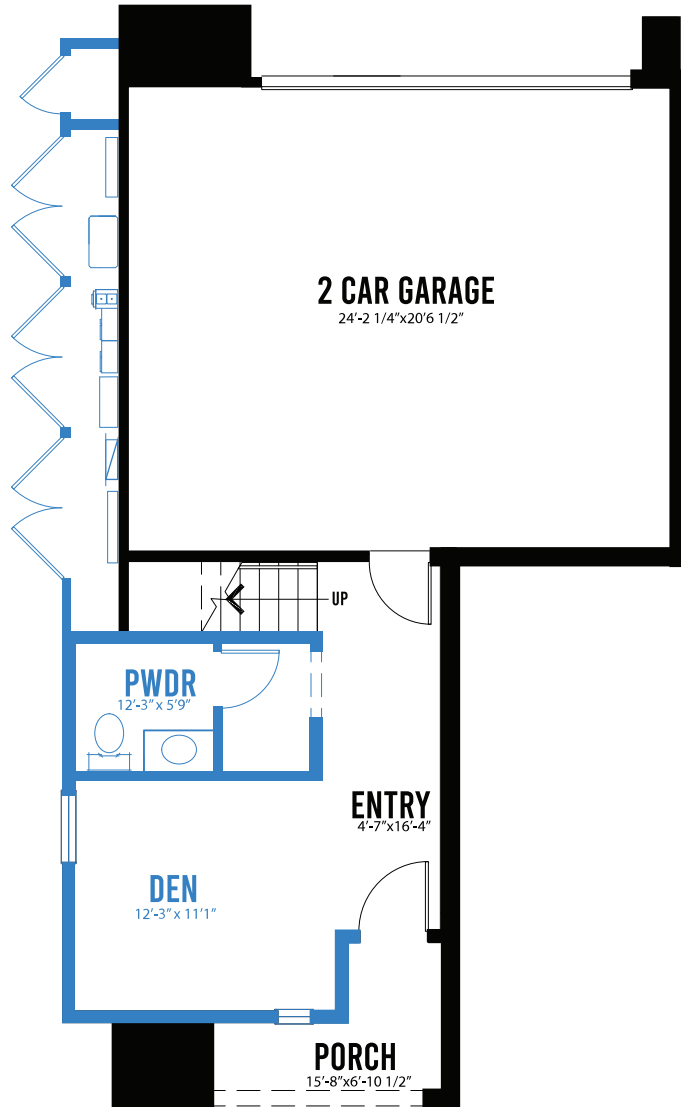 2 CAR GARAGE
24'-2 1/4"x20'6 1/2"
UP
PWDR
12'-3" x 5'9"
ENTRY
4'-7"x16'-4"
DEN
12'-3" x 11'1"
PORCH
15'-8"x6'-10 1/2"